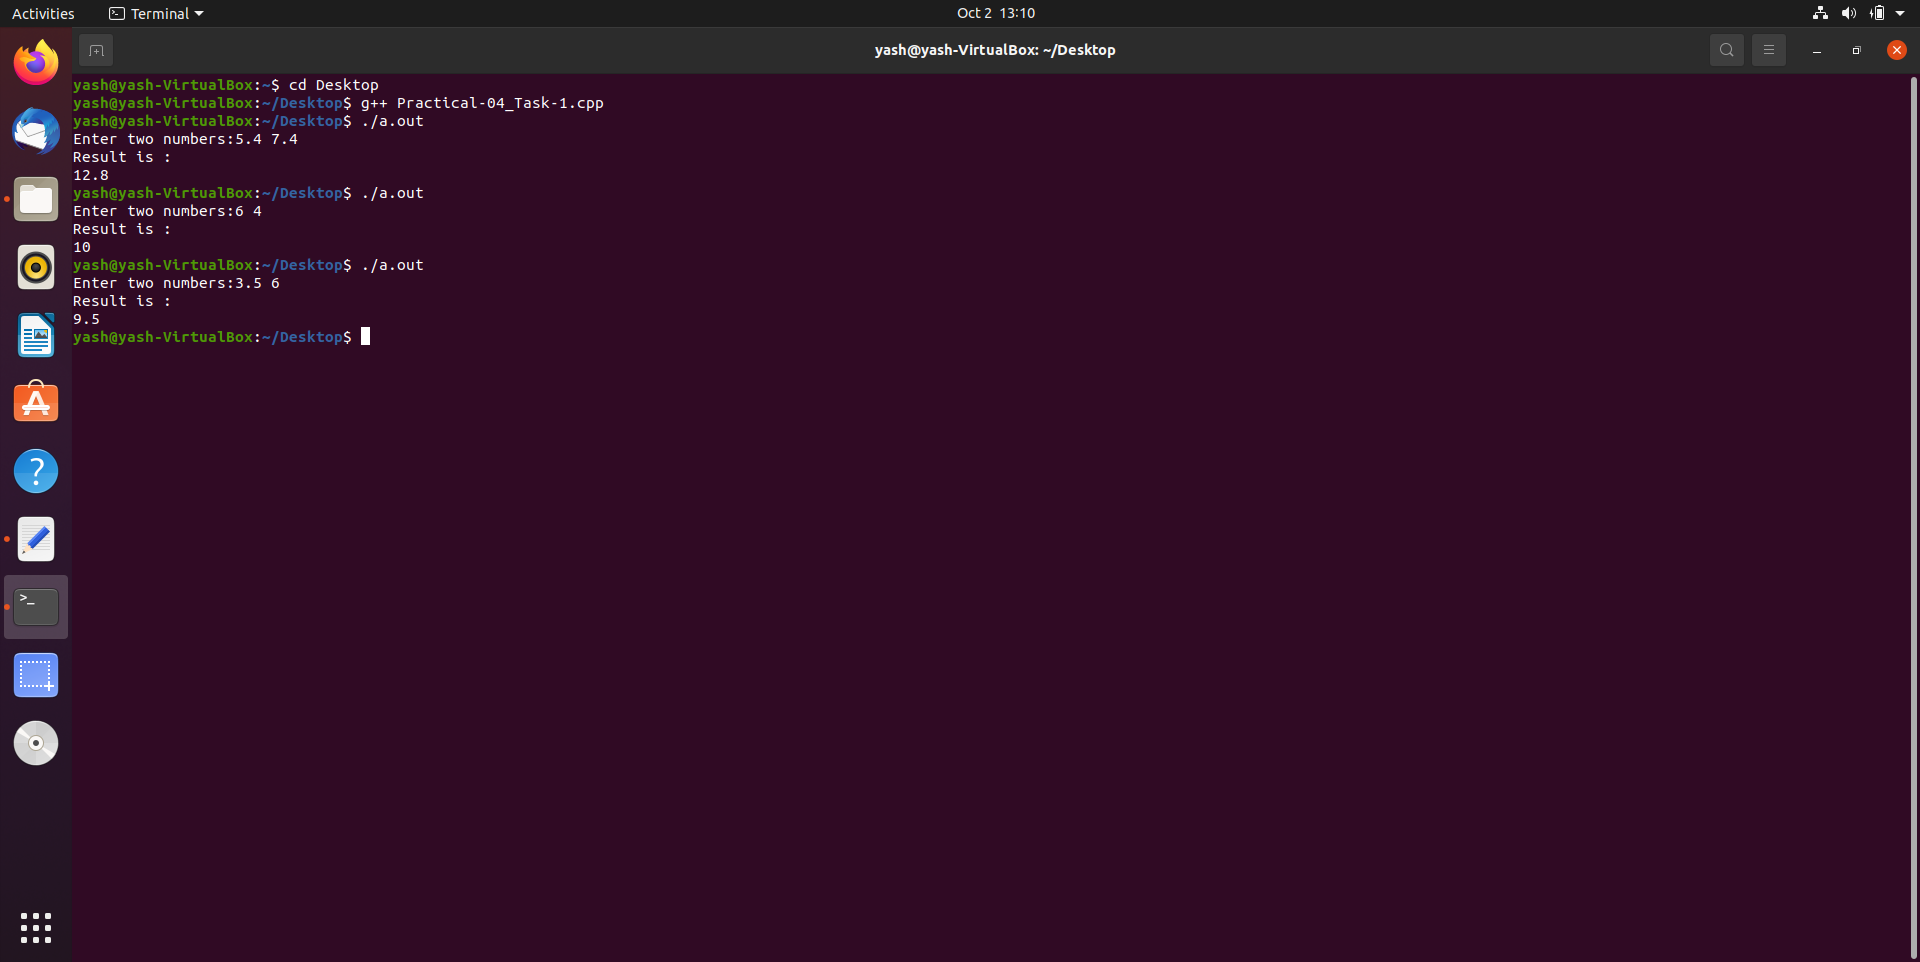 Activities
Terminal
Oct 2 13:10
yash@yash-VirtualBox: ~/Desktop
yash@yash-VirtualBox:~$ cd Desktop
yash@yash-VirtualBox:~/Desktop$ g++ Practical-04_Task-1.cpp
yash@yash-VirtualBox:~/Desktop$ ./a.out
Enter two numbers:5.4 7.4
Result is :
12.8
yash@yash-VirtualBox:~/Desktop$ ./a.out
Enter two numbers:6 4
Result is :
10
yash@yash-VirtualBox:~/Desktop$ ./a.out
Enter two numbers:3.5 6
Result is :
9.5
yash@yash-VirtualBox:~/Desktop$